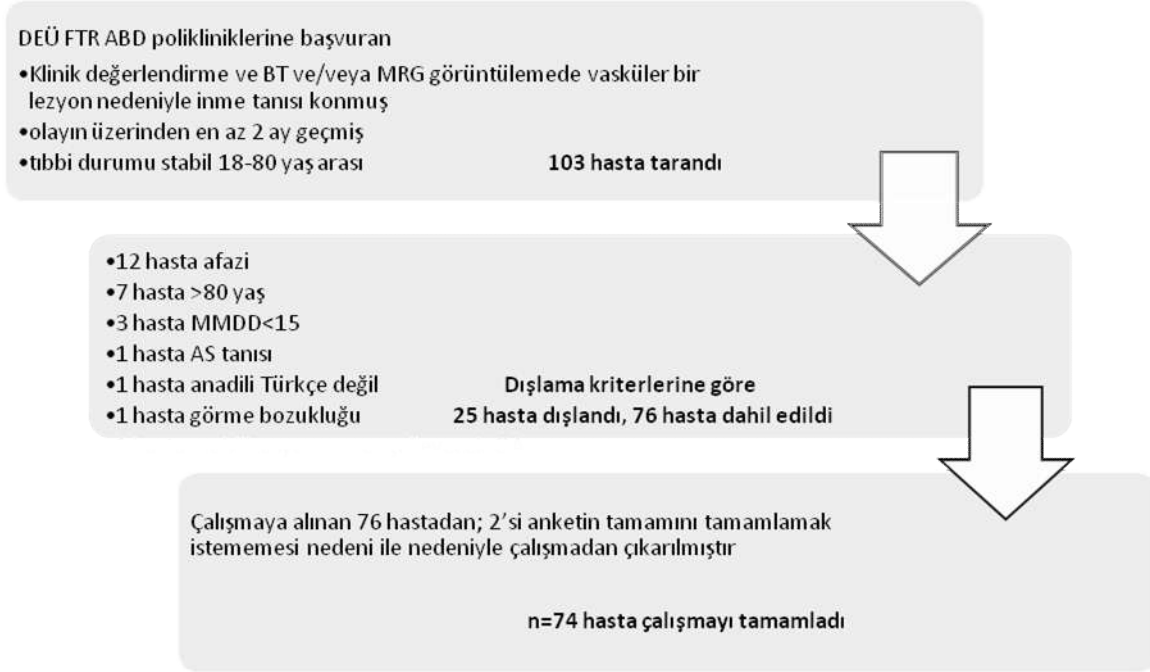 DEÜ FTR ABD polikliniklerine başvuran
•Klinik değerlendirme ve BT ve/veya MRG görüntülemede vasküler bir
lezyon nedeniyle inme tanısı konmuş
•olayın üzerinden en az 2 ay geçmiş
•tıbbi durumu stabil 18-80 yaş arası 103 hasta tarandı
•12 hasta afazi
•7 hasta >80 yaş
•3 hasta MMDD<15
•1 hasta AS tanısı
•1 hasta anadili Türkçe değil Dışlama kriterlerine göre
•1 hasta görme bozukluğu 25 hasta dışlandı, 76 hasta dahil edildi
Çalışmaya alınan 76 hastadan; 2’si anketin tamamını tamamlamak
istememesi nedeni ile nedeniyle çalışmadan çıkarılmıştır
n=74 hasta çalışmayı tamamladı